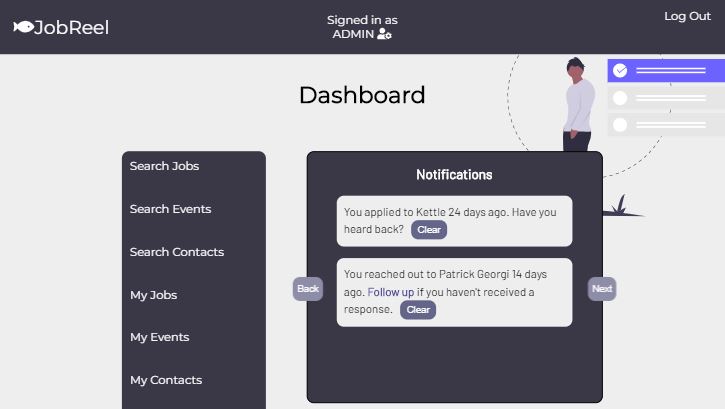 JobReel
Signed in as
ADMIN
Log Out
Dashboard
Search Jobs
Search Events
Search Contacts
My Jobs
My Events
My Contacts
Notifications
You applied to Kettle 24 days ago. Have you
heard back? Clear
You reached out to Patrick Georgi 14 days
ago. Follow up if you haven't received a
response. Clear
Back
Next